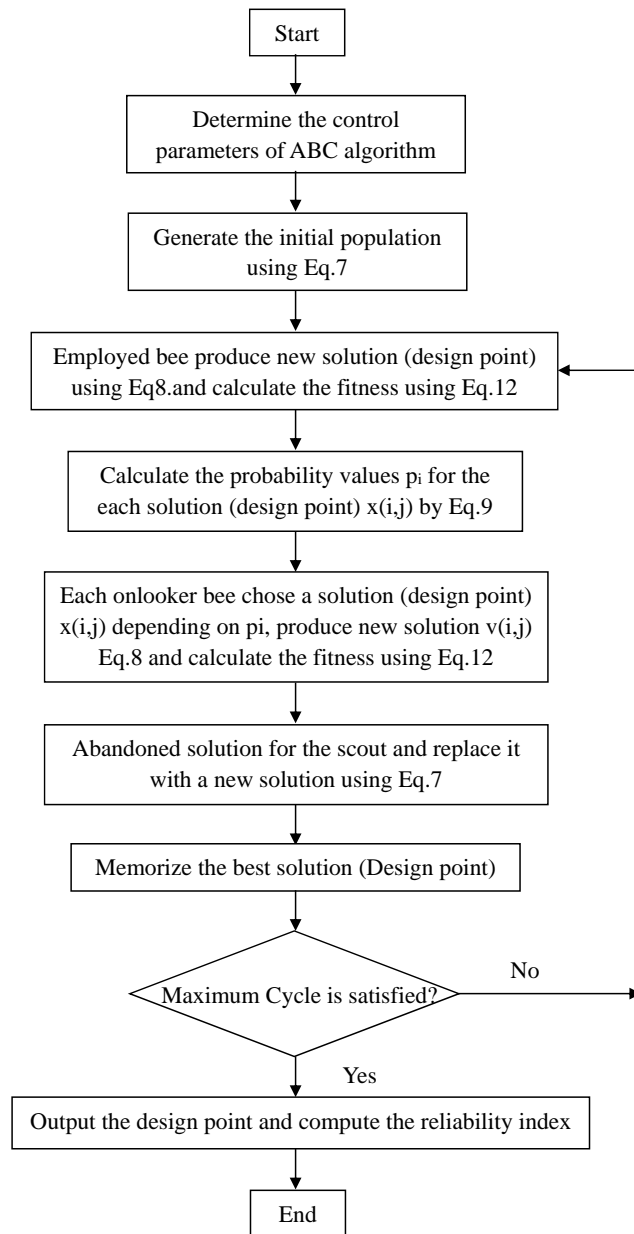 Start
Determine the control
parameters of ABC algorithm
Generate the initial population
using Eq.7
Employed bee produce new solution (design point)
using Eq8.and calculate the fitness using Eq.12
Calculate the probability values pi for the
each solution (design point) x(i,j) by Eq.9
Each onlooker bee chose a solution (design point)
x(i,j) depending on pi, produce new solution v(i,j)
Eq.8 and calculate the fitness using Eq.12
Abandoned solution for the scout and replace it
with a new solution using Eq.7
Memorize the best solution (Design point)
Maximum Cycle is satisfied?
No
Yes
Output the design point and compute the reliability index
End